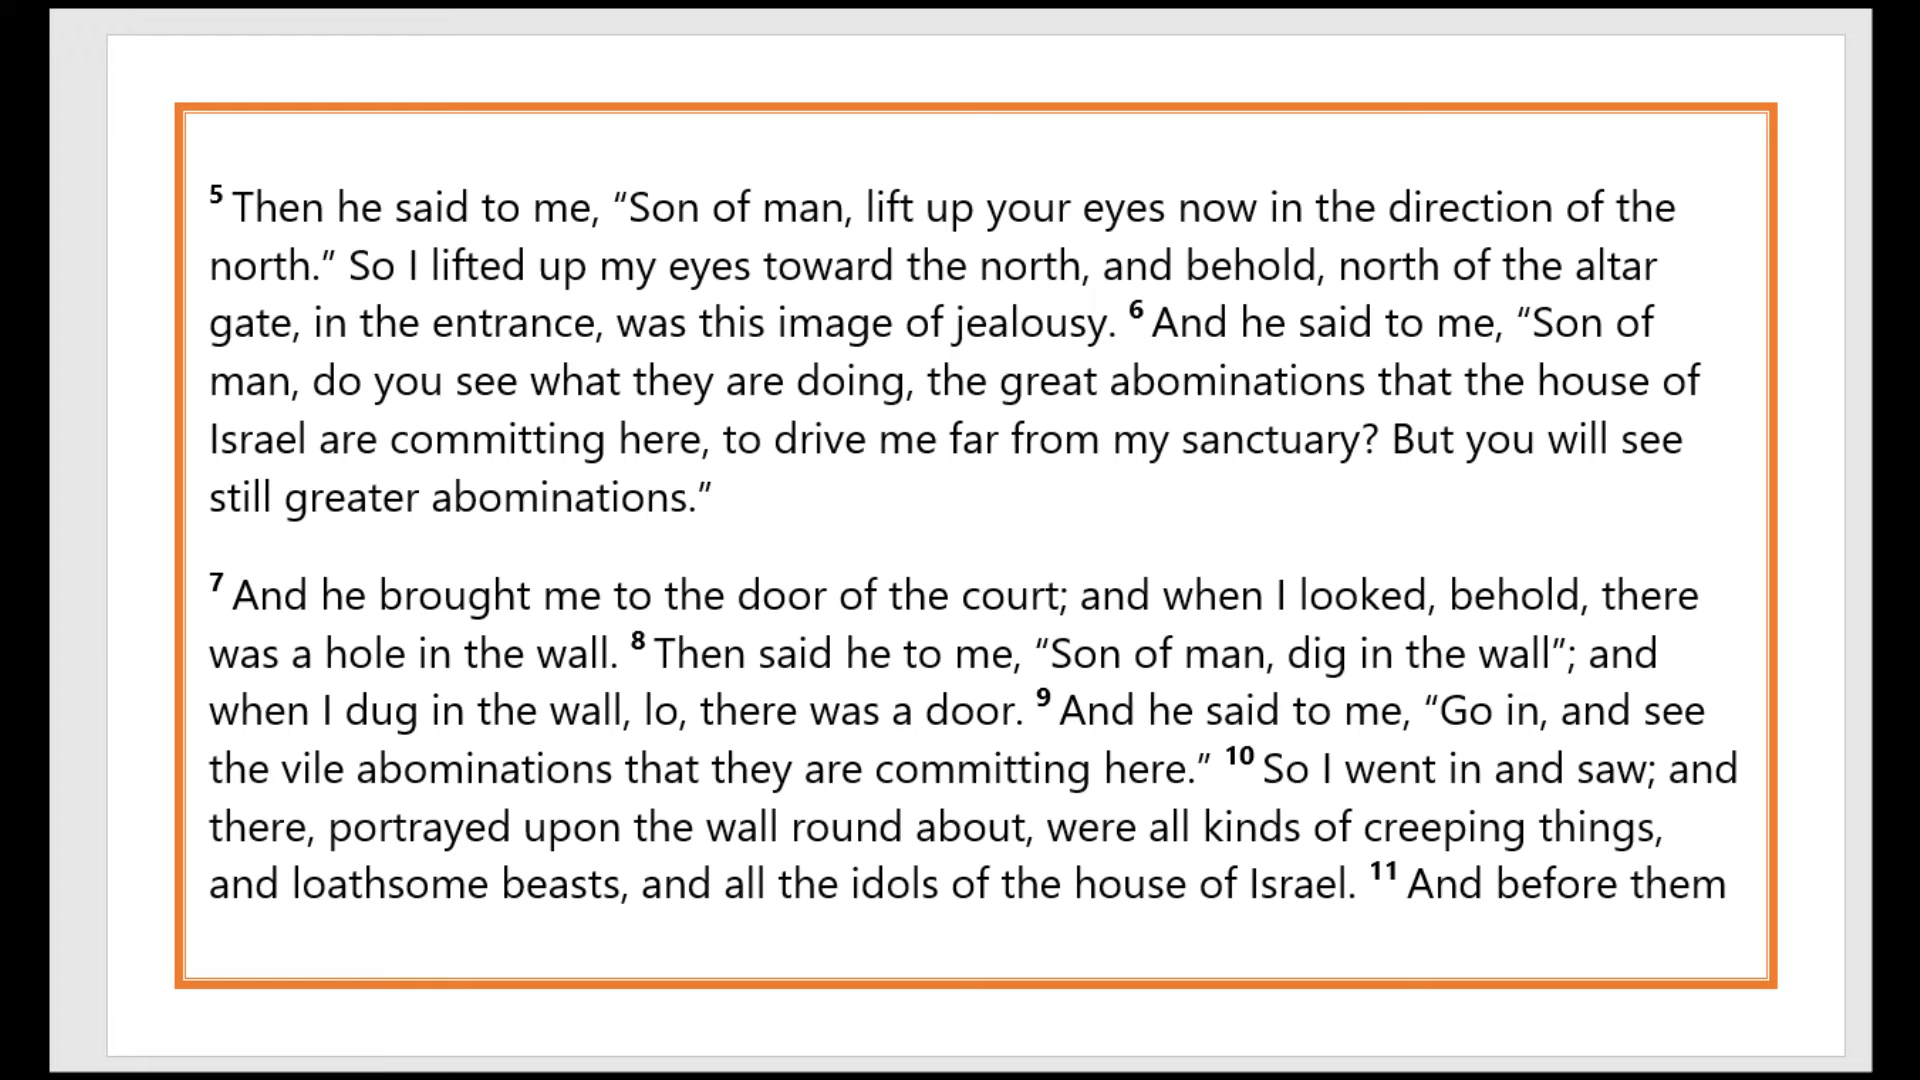 5 Then he said to me, “Son of man, lift up your eyes now in the direction of the
north.” So I lifted up my eyes toward the north, and behold, north of the altar
gate, in the entrance, was this image of jealousy. 6 And he said to me, “Son of
man, do you see what they are doing, the great abominations that the house of
Israel are committing here, to drive me far from my sanctuary? But you will see
still greater abominations.”
7 And he brought me to the door of the court; and when I looked, behold, there
was a hole in the wall. 8 Then said he to me, “Son of man, dig in the wall”; and
when I dug in the wall, lo, there was a door. 9 And he said to me, “Go in, and see
the vile abominations that they are committing here.” 10 So I went in and saw; and
there, portrayed upon the wall round about, were all kinds of creeping things,
and loathsome beasts, and all the idols of the house of Israel. 11 And before them